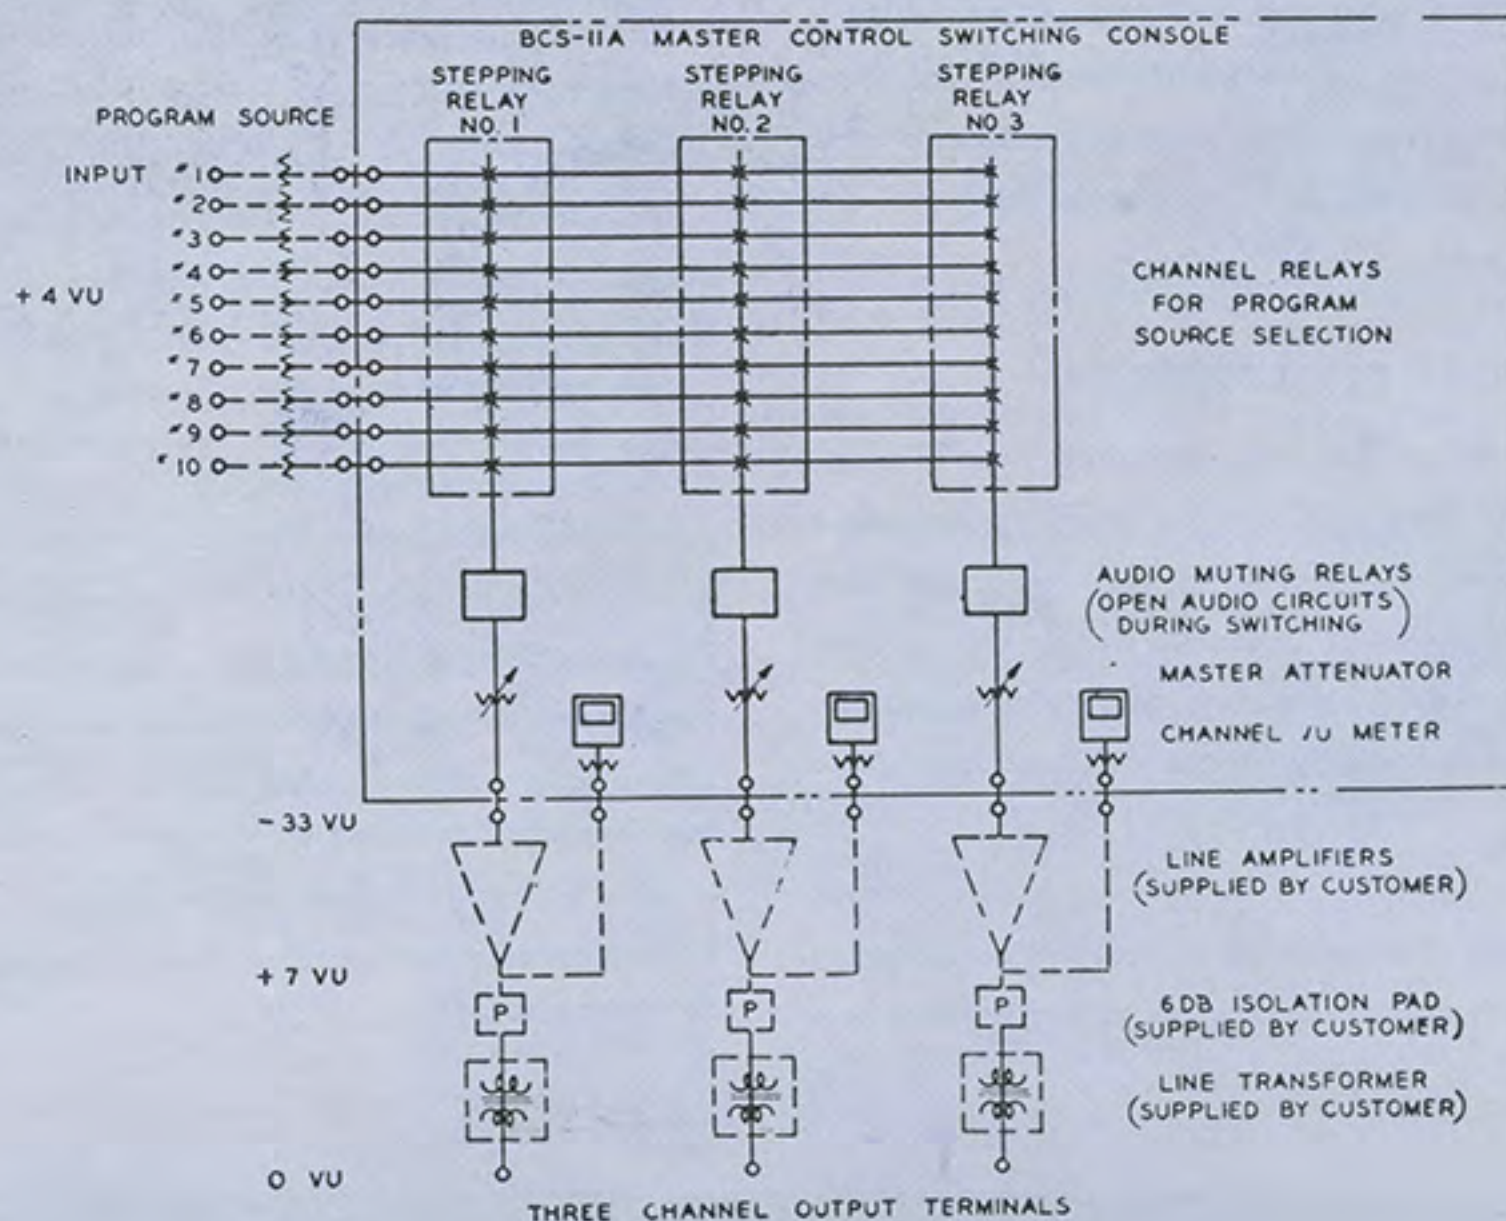 BCS-11A MASTER CONTROL SWITCHING CONSOLE
STEPPING RELAY NO. 1
STEPPING RELAY NO. 2
STEPPING RELAY NO 3
PROGRAM SOURCE
INPUT #1
#2
#3
#4
+ 4 VU
#5
#6
#7
#8
#9
#10
CHANNEL RELAYS
FOR PROGRAM
SOURCE SELECTION
AUDIO MUTING RELAYS
(OPEN AUDIO CIRCUITS
DURING SWITCHING)
MASTER ATTENUATOR
CHANNEL VU METER
- 33 VU
LINE AMPLIFIERS
(SUPPLIED BY CUSTOMER)
+ 7 VU
P
P
P
6 DB ISOLATION PAD
(SUPPLIED BY CUSTOMER)
LINE TRANSFORMER
(SUPPLIED BY CUSTOMER)
0 VU
THREE CHANNEL OUTPUT TERMINALS